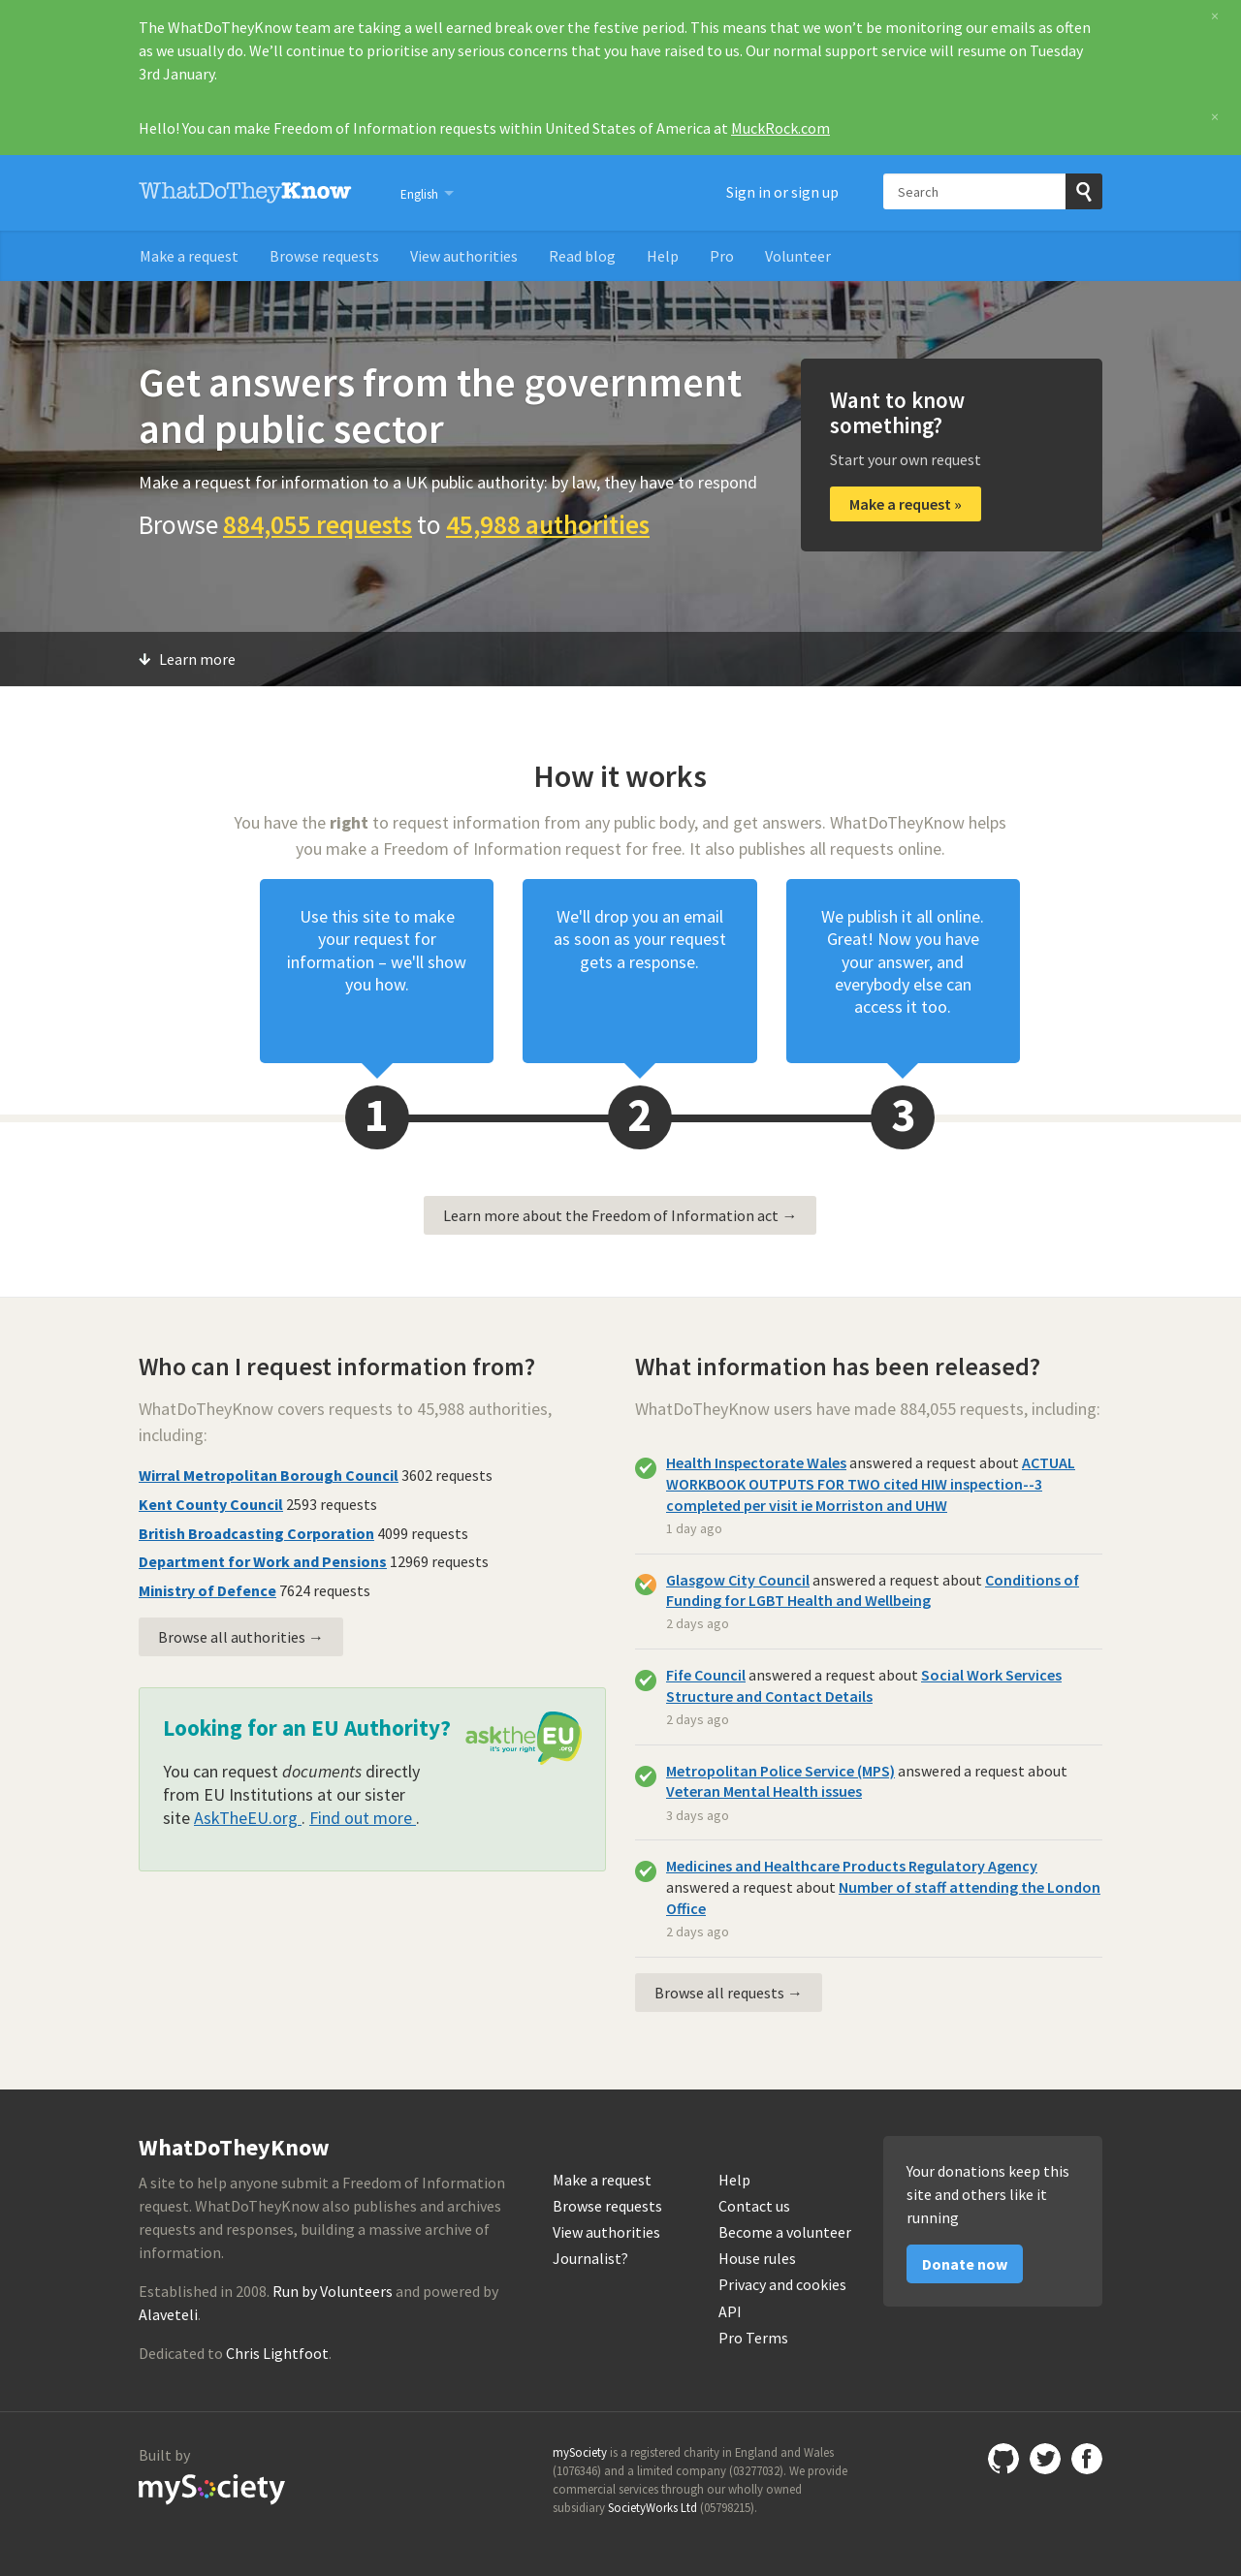 The WhatDoTheyKnow team are taking a well earned break over the festive period. This means that we won’t be monitoring our emails as often
as we usually do. We’ll continue to prioritise any serious concerns that you have raised to us. Our normal support service will resume on Tuesday
3rd January.
×
Hello! You can make Freedom of Information requests within United States of America at MuckRock.com
×
WhatDoTheyKnow
English
Sign in or sign up
Search
Make a request
Browse requests
View authorities
Read blog
Help
Pro
Volunteer
Get answers from the government
and public sector
Make a request for information to a UK public authority: by law, they have to respond
Browse 884,055 requests to 45,988 authorities
Want to know
something?
Start your own request
Make a request »
Learn more
How it works
You have the right to request information from any public body, and get answers. WhatDoTheyKnow helps
you make a Freedom of Information request for free. It also publishes all requests online.
Use this site to make
your request for
information – we'll show
you how.
We'll drop you an email
as soon as your request
gets a response.
We publish it all online.
Great! Now you have
your answer, and
everybody else can
access it too.
1
2
3
Learn more about the Freedom of Information act →
Who can I request information from?
WhatDoTheyKnow covers requests to 45,988 authorities,
including:
Wirral Metropolitan Borough Council 3602 requests
Kent County Council 2593 requests
British Broadcasting Corporation 4099 requests
Department for Work and Pensions 12969 requests
Ministry of Defence 7624 requests
Browse all authorities →
Looking for an EU Authority?
asktheEU
it's your right .org
You can request documents directly
from EU Institutions at our sister
site AskTheEU.org . Find out more .
What information has been released?
WhatDoTheyKnow users have made 884,055 requests, including:
Health Inspectorate Wales answered a request about ACTUAL
WORKBOOK OUTPUTS FOR TWO cited HIW inspection--3
completed per visit ie Morriston and UHW
1 day ago
Glasgow City Council answered a request about Conditions of
Funding for LGBT Health and Wellbeing
2 days ago
Fife Council answered a request about Social Work Services
Structure and Contact Details
2 days ago
Metropolitan Police Service (MPS) answered a request about
Veteran Mental Health issues
3 days ago
Medicines and Healthcare Products Regulatory Agency
answered a request about Number of staff attending the London
Office
2 days ago
Browse all requests →
WhatDoTheyKnow
A site to help anyone submit a Freedom of Information
request. WhatDoTheyKnow also publishes and archives
requests and responses, building a massive archive of
information.
Established in 2008. Run by Volunteers and powered by
Alaveteli.
Dedicated to Chris Lightfoot.
Make a request
Browse requests
View authorities
Journalist?
Help
Contact us
Become a volunteer
House rules
Privacy and cookies
API
Pro Terms
Your donations keep this
site and others like it
running
Donate now
Built by
mySociety
mySociety is a registered charity in England and Wales
(1076346) and a limited company (03277032). We provide
commercial services through our wholly owned
subsidiary SocietyWorks Ltd (05798215).